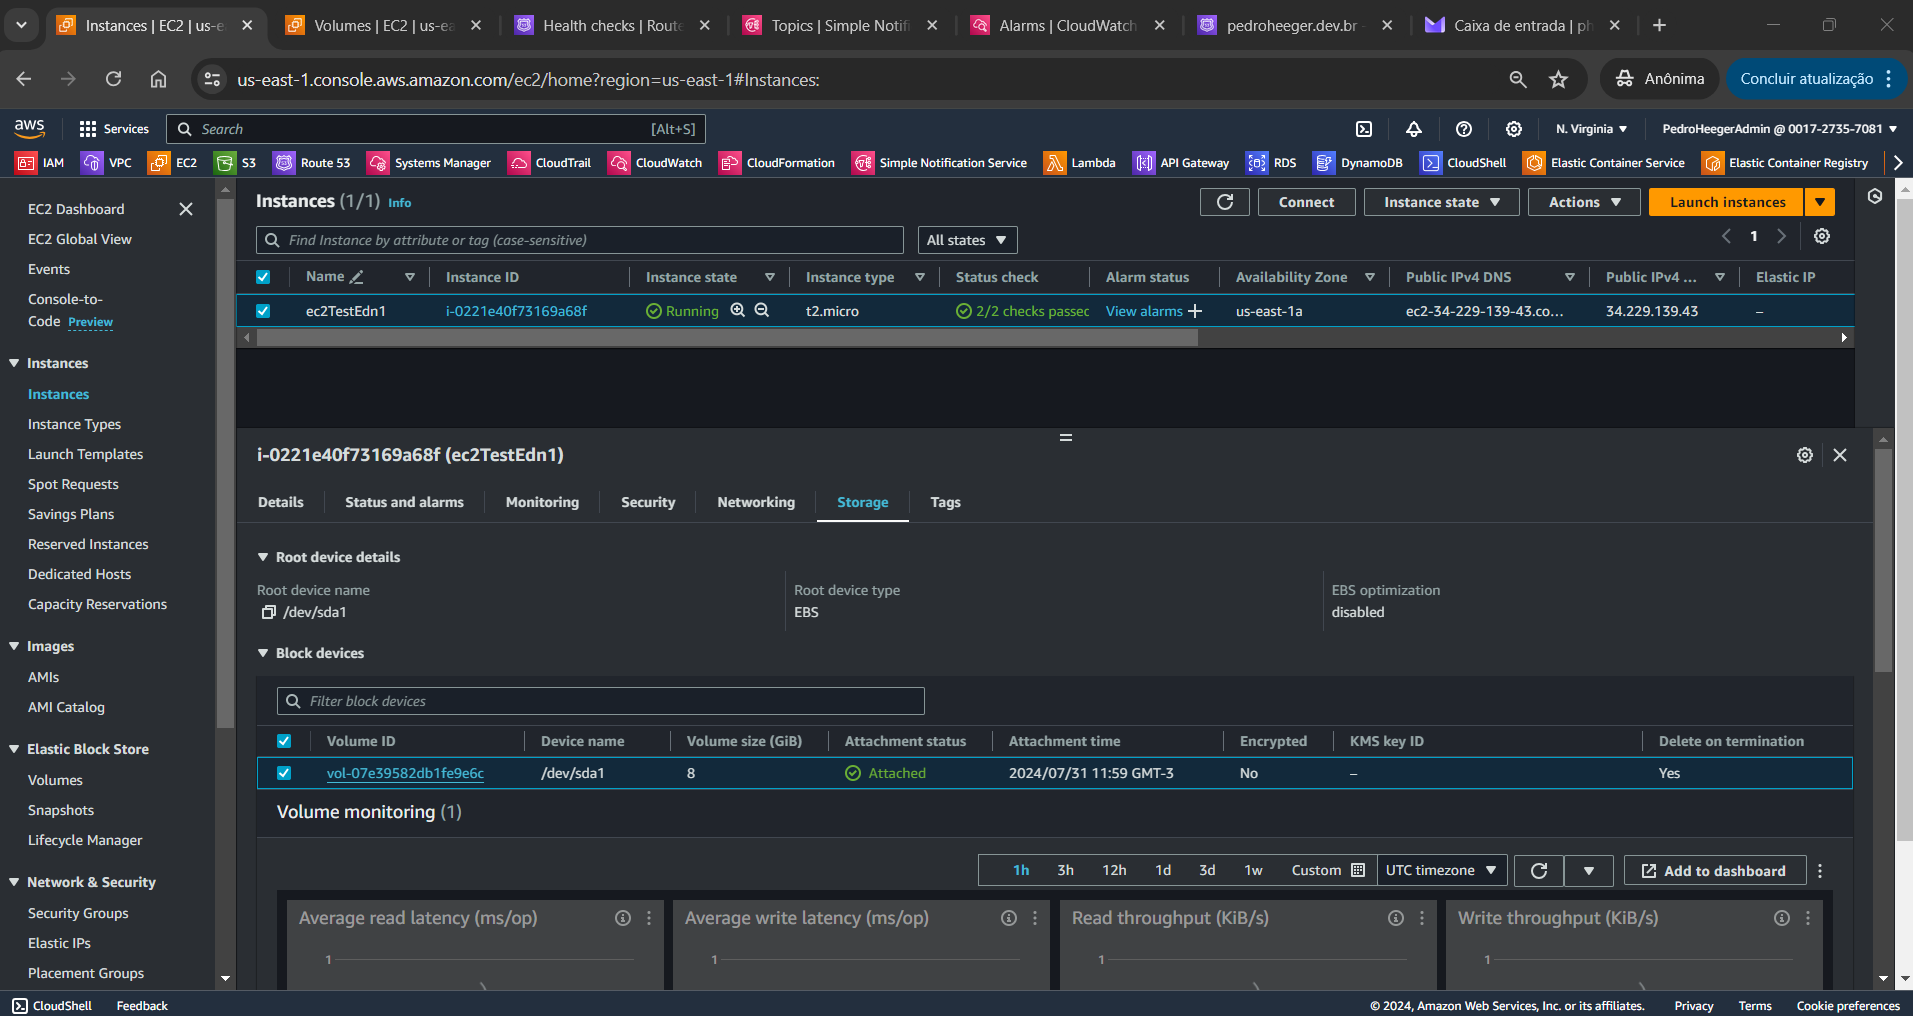 Instances | EC2 | us-e
Volumes | EC2 | us-ea
Health checks | Route
Topics | Simple Notifi
Alarms | CloudWatch
pedroheeger.dev.br -
Caixa de entrada | ph
us-east-1.console.aws.amazon.com/ec2/home?region=us-east-1#Instances:
Anônima
Concluir atualização
aws
Services
Search
[Alt+S]
N. Virginia
PedroHeegerAdmin @ 0017-2735-7081
IAM
VPC
EC2
S3
Route 53
Systems Manager
CloudTrail
CloudWatch
CloudFormation
Simple Notification Service
Lambda
API Gateway
RDS
DynamoDB
CloudShell
Elastic Container Service
Elastic Container Registry
EC2 Dashboard
EC2 Global View
Events
Console-to-
Code Preview
Instances
Instances
Instance Types
Launch Templates
Spot Requests
Savings Plans
Reserved Instances
Dedicated Hosts
Capacity Reservations
Images
AMIs
AMI Catalog
Elastic Block Store
Volumes
Snapshots
Lifecycle Manager
Network & Security
Security Groups
Elastic IPs
Placement Groups
Instances (1/1) Info
Connect
Instance state
Actions
Launch instances
Find Instance by attribute or tag (case-sensitive)
All states
1
Name
Instance ID
Instance state
Instance type
Status check
Alarm status
Availability Zone
Public IPv4 DNS
Public IPv4 ...
Elastic IP
ec2TestEdn1
i-0221e40f73169a68f
Running
t2.micro
2/2 checks passec
View alarms
us-east-1a
ec2-34-229-139-43.co...
34.229.139.43
–
i-0221e40f73169a68f (ec2TestEdn1)
Details
Status and alarms
Monitoring
Security
Networking
Storage
Tags
Root device details
Root device name
/dev/sda1
Root device type
EBS
EBS optimization
disabled
Block devices
Filter block devices
Volume ID
Device name
Volume size (GiB)
Attachment status
Attachment time
Encrypted
KMS key ID
Delete on termination
vol-07e39582db1fe9e6c
/dev/sda1
8
Attached
2024/07/31 11:59 GMT-3
No
–
Yes
Volume monitoring (1)
1h
3h
12h
1d
3d
1w
Custom
UTC timezone
Add to dashboard
Average read latency (ms/op)
1
Average write latency (ms/op)
1
Read throughput (KiB/s)
1
Write throughput (KiB/s)
1
CloudShell
Feedback
© 2024, Amazon Web Services, Inc. or its affiliates.
Privacy
Terms
Cookie preferences